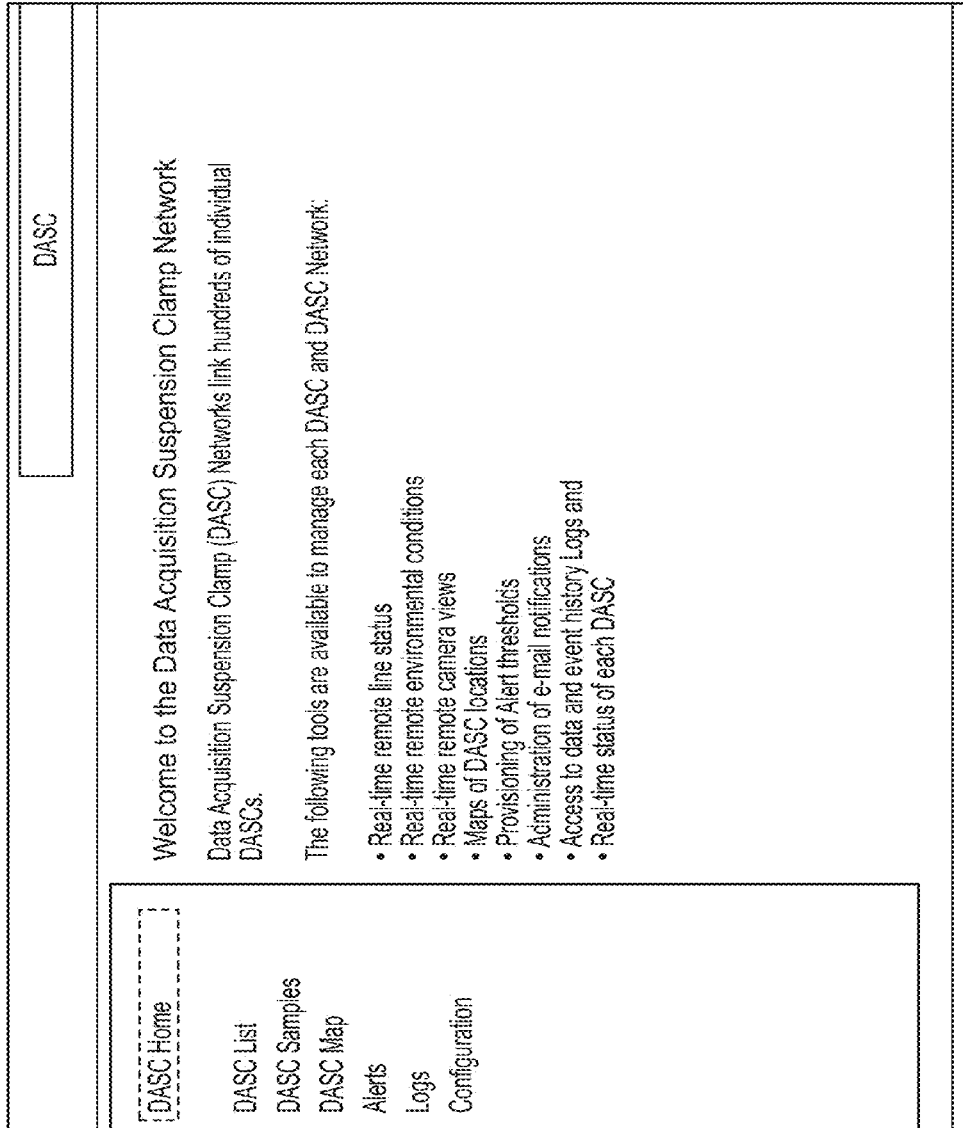 DASC
DASC Home
DASC List
DASC Samples
DASC Map
Alerts
Logs
Configuration
Welcome to the Data Acquisition Suspension Clamp Network
Data Acquisition Suspension Clamp (DASC) Networks link hundreds of individual
DASCs.
The following tools are available to manage each DASC and DASC Network:
• Real-time remote line status
• Real-time remote environmental conditions
• Real-time remote camera views
• Maps of DASC locations
• Provisioning of Alert thresholds
• Administration of e-mail notifications
• Access to data and event history Logs and
• Real-time status of each DASC